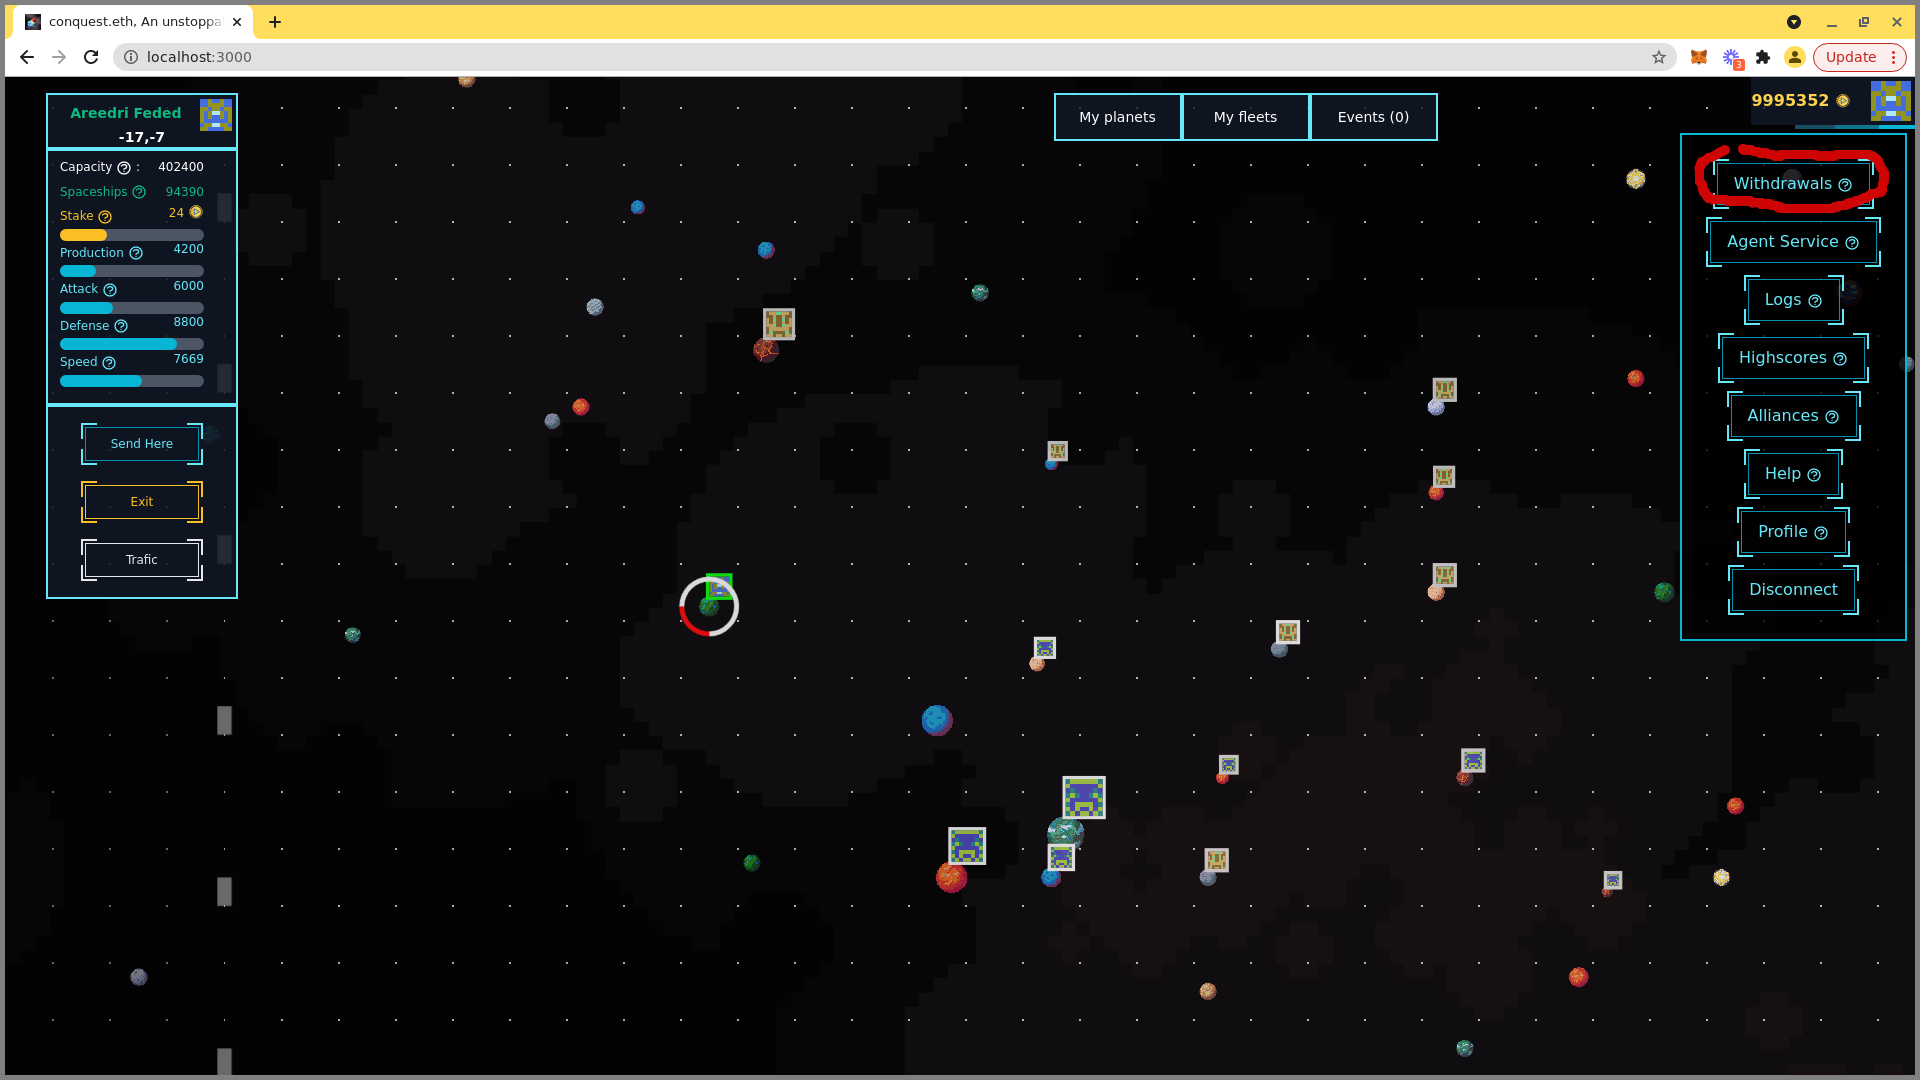 conquest.eth, An unstoppa
localhost:3000
3
Update
Areedri Feded
-17,-7
Capacity ? : 402400
Spaceships ? 94390
Stake ? 24
Production ? 4200
Attack ? 6000
Defense ? 8800
Speed ? 7669
Send Here
Exit
Trafic
My planets
My fleets
Events (0)
9995352
Withdrawals ?
Agent Service ?
Logs ?
Highscores ?
Alliances ?
Help ?
Profile ?
Disconnect